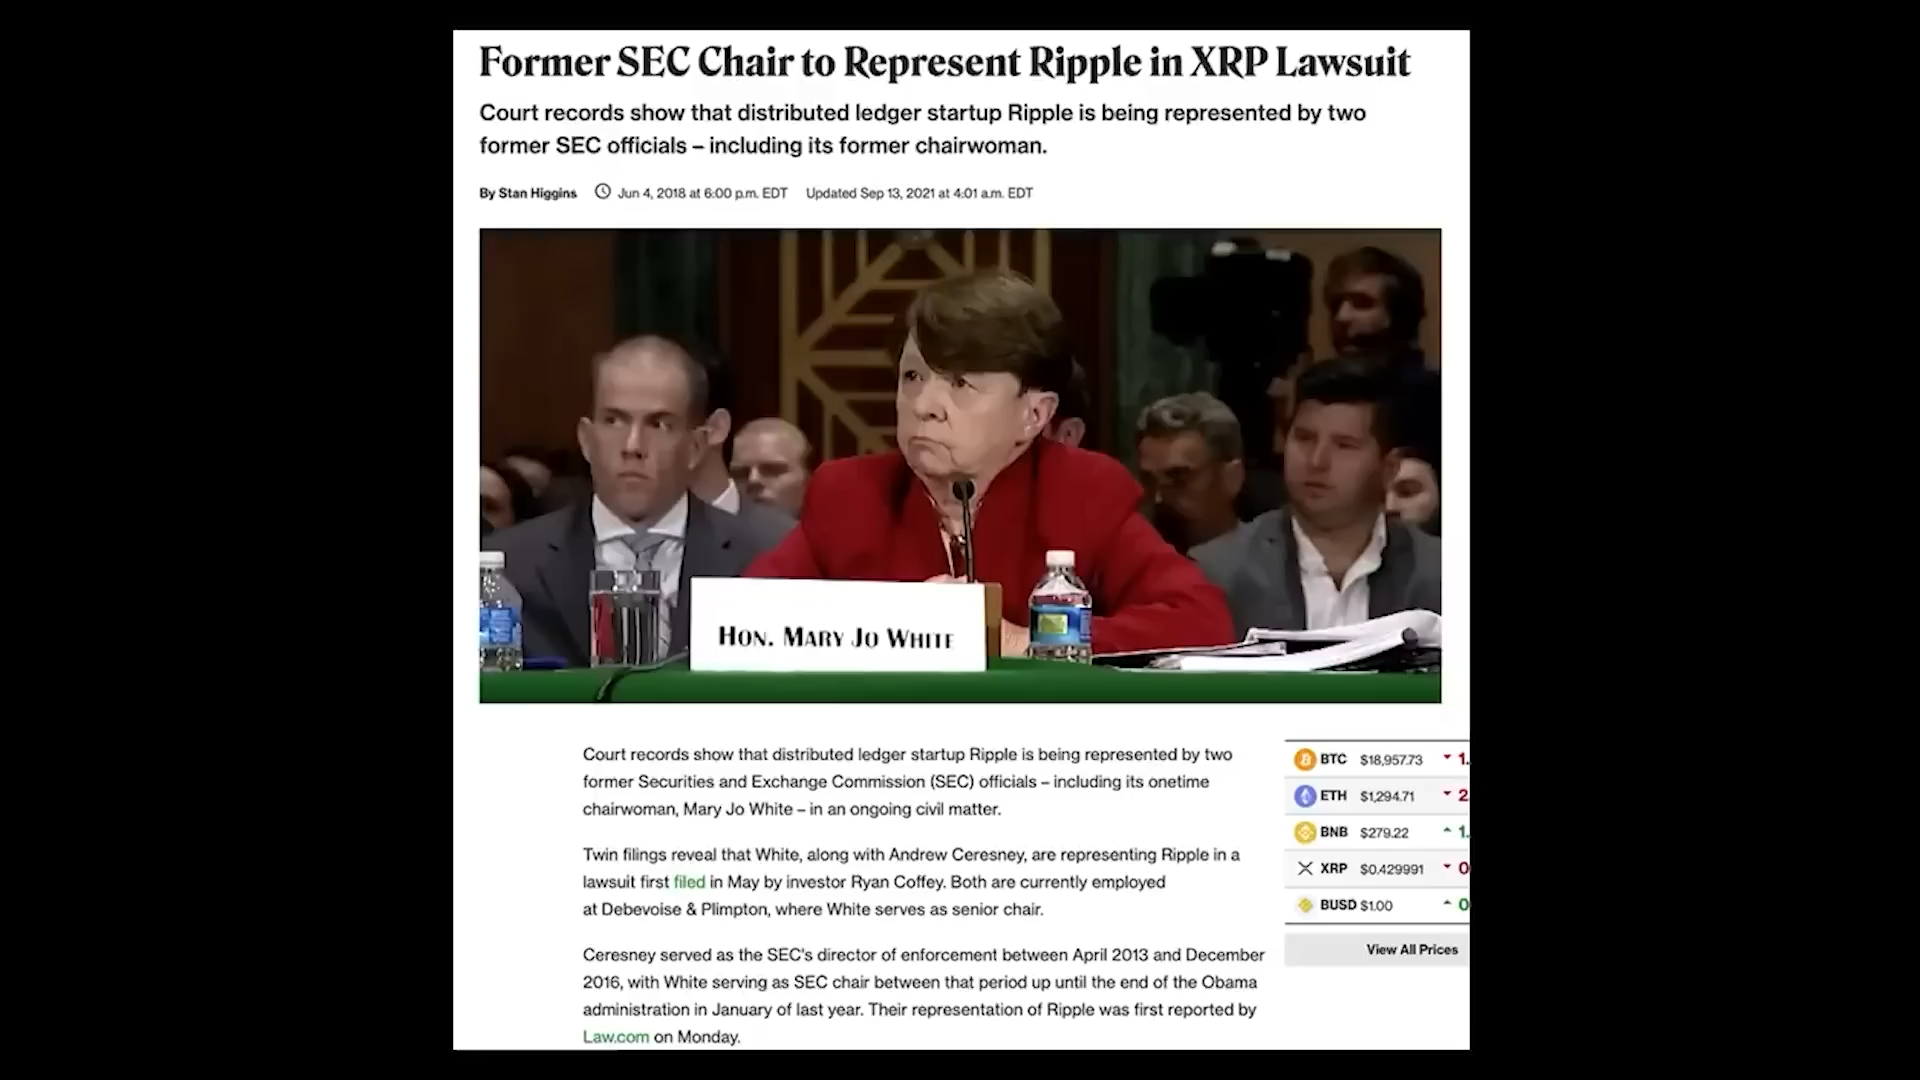 Former SEC Chair to Represent Ripple in XRP Lawsuit
Court records show that distributed ledger startup Ripple is being represented by two
former SEC officials – including its former chairwoman.
By Stan Higgins Jun 4, 2018 at 6:00 p.m. EDT Updated Sep 13, 2021 at 4:01 a.m. EDT
HON. MARY JO WHITE
Court records show that distributed ledger startup Ripple is being represented by two
former Securities and Exchange Commission (SEC) officials – including its onetime
chairwoman, Mary Jo White – in an ongoing civil matter.
Twin filings reveal that White, along with Andrew Ceresney, are representing Ripple in a
lawsuit first filed in May by investor Ryan Coffey. Both are currently employed
at Debevoise & Plimpton, where White serves as senior chair.
Ceresney served as the SEC's director of enforcement between April 2013 and December
2016, with White serving as SEC chair between that period up until the end of the Obama
administration in January of last year. Their representation of Ripple was first reported by
Law.com on Monday.
BTC $18,957.73 1.
ETH $1,294.71 2
BNB $279.22 1.
XRP $0.429991 0
BUSD $1.00 0
View All Prices